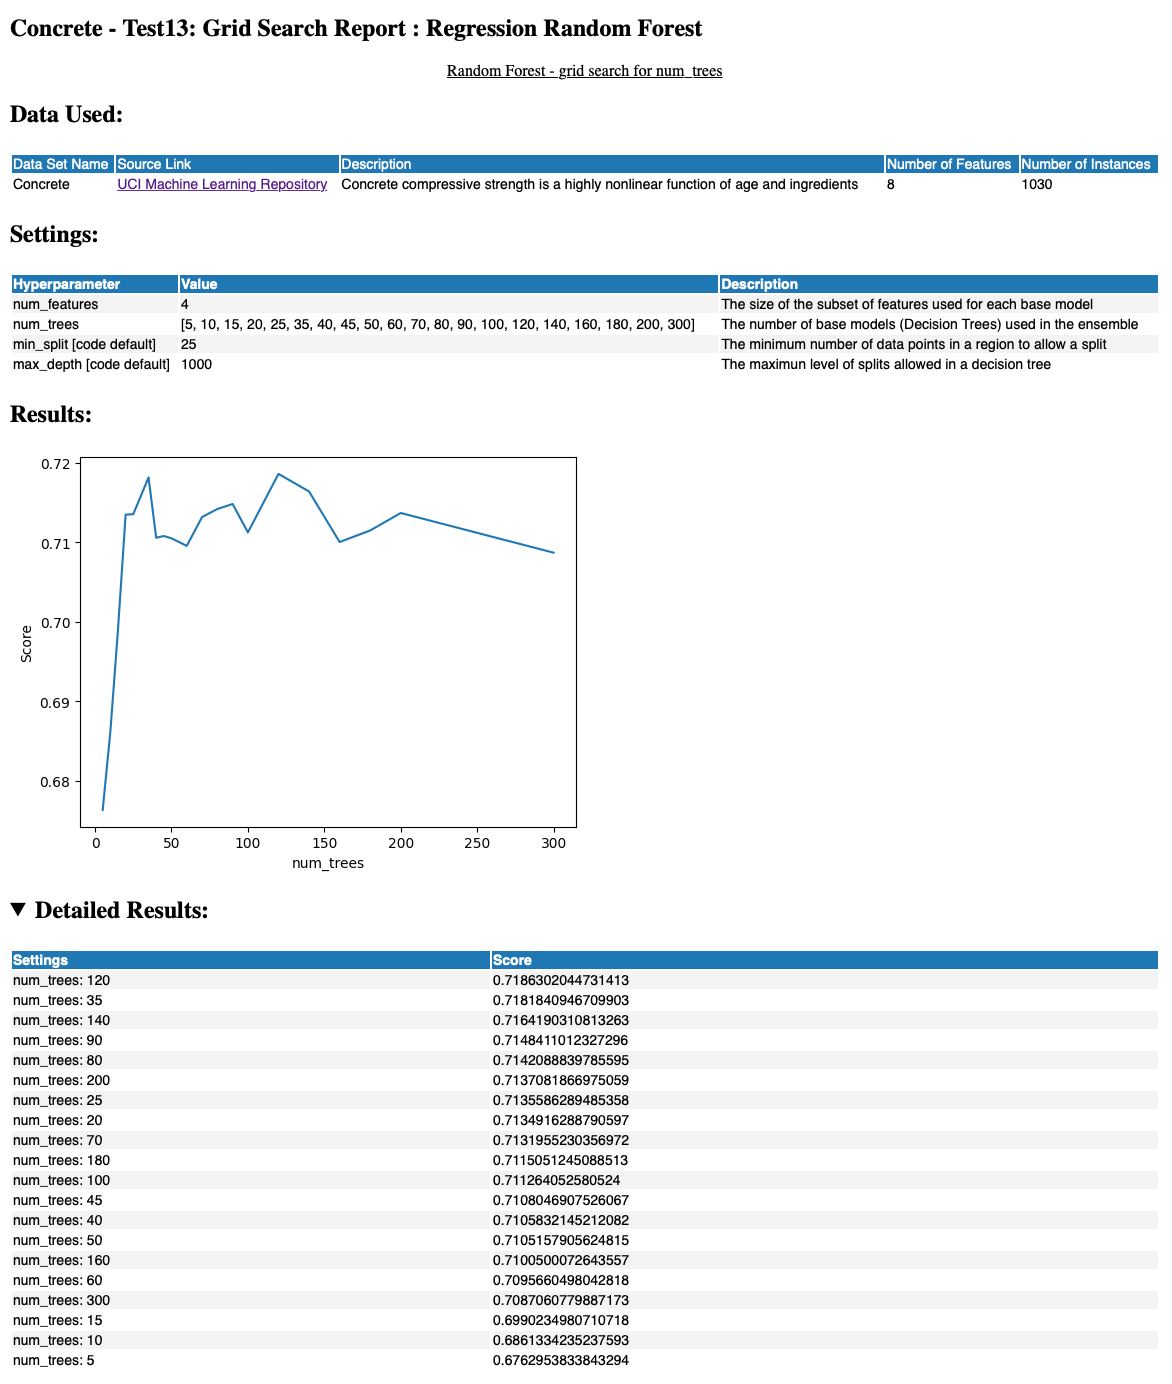 Concrete - Test13: Grid Search Report : Regression Random Forest
Random Forest - grid search for num_trees
Data Used:
Data Set Name Source Link Description Number of Features Number of Instances
Concrete UCI Machine Learning Repository Concrete compressive strength is a highly nonlinear function of age and ingredients 8 1030
Settings:
Hyperparameter Value Description
num_features 4 The size of the subset of features used for each base model
num_trees [5, 10, 15, 20, 25, 35, 40, 45, 50, 60, 70, 80, 90, 100, 120, 140, 160, 180, 200, 300] The number of base models (Decision Trees) used in the ensemble
min_split [code default] 25 The minimum number of data points in a region to allow a split
max_depth [code default] 1000 The maximun level of splits allowed in a decision tree
Results:
0.72
0.71
0.70
0.69
0.68
Score
0 50 100 150 200 250 300
num_trees
▼ Detailed Results:
Settings Score
num_trees: 120 0.7186302044731413
num_trees: 35 0.7181840946709903
num_trees: 140 0.7164190310813263
num_trees: 90 0.7148411012327296
num_trees: 80 0.7142088839785595
num_trees: 200 0.7137081866975059
num_trees: 25 0.7135586289485358
num_trees: 20 0.7134916288790597
num_trees: 70 0.7131955230356972
num_trees: 180 0.7115051245088513
num_trees: 100 0.711264052580524
num_trees: 45 0.7108046907526067
num_trees: 40 0.7105832145212082
num_trees: 50 0.7105157905624815
num_trees: 160 0.7100500072643557
num_trees: 60 0.7095660498042818
num_trees: 300 0.7087060779887173
num_trees: 15 0.6990234980710718
num_trees: 10 0.6861334235237593
num_trees: 5 0.6762953833843294